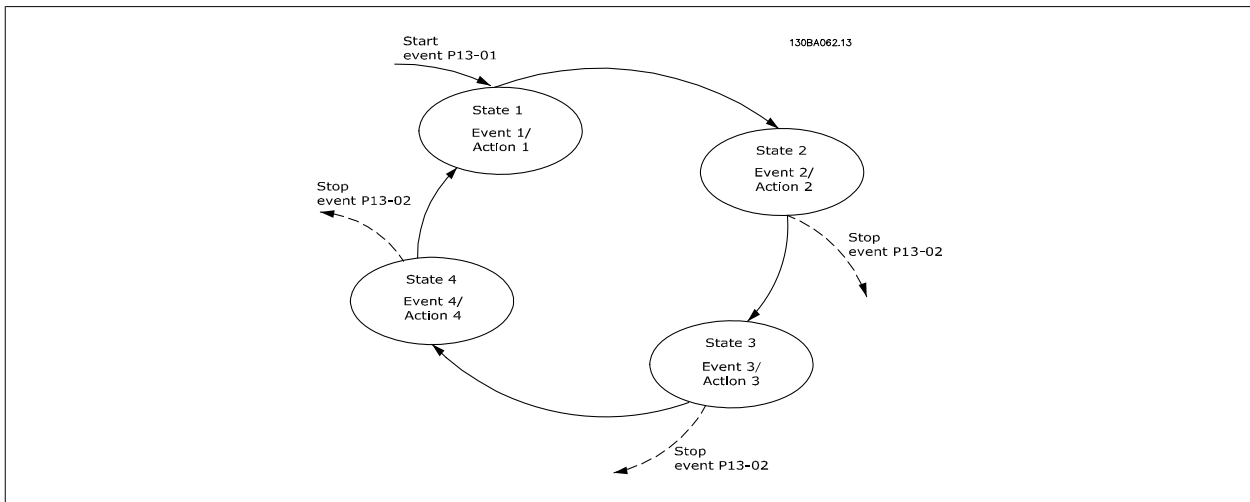 Start
event P13-01
130BA062.13
State 1
Event 1/
Action 1
State 2
Event 2/
Action 2
Stop
event P13-02
Stop
event P13-02
State 4
Event 4/
Action 4
State 3
Event 3/
Action 3
Stop
event P13-02